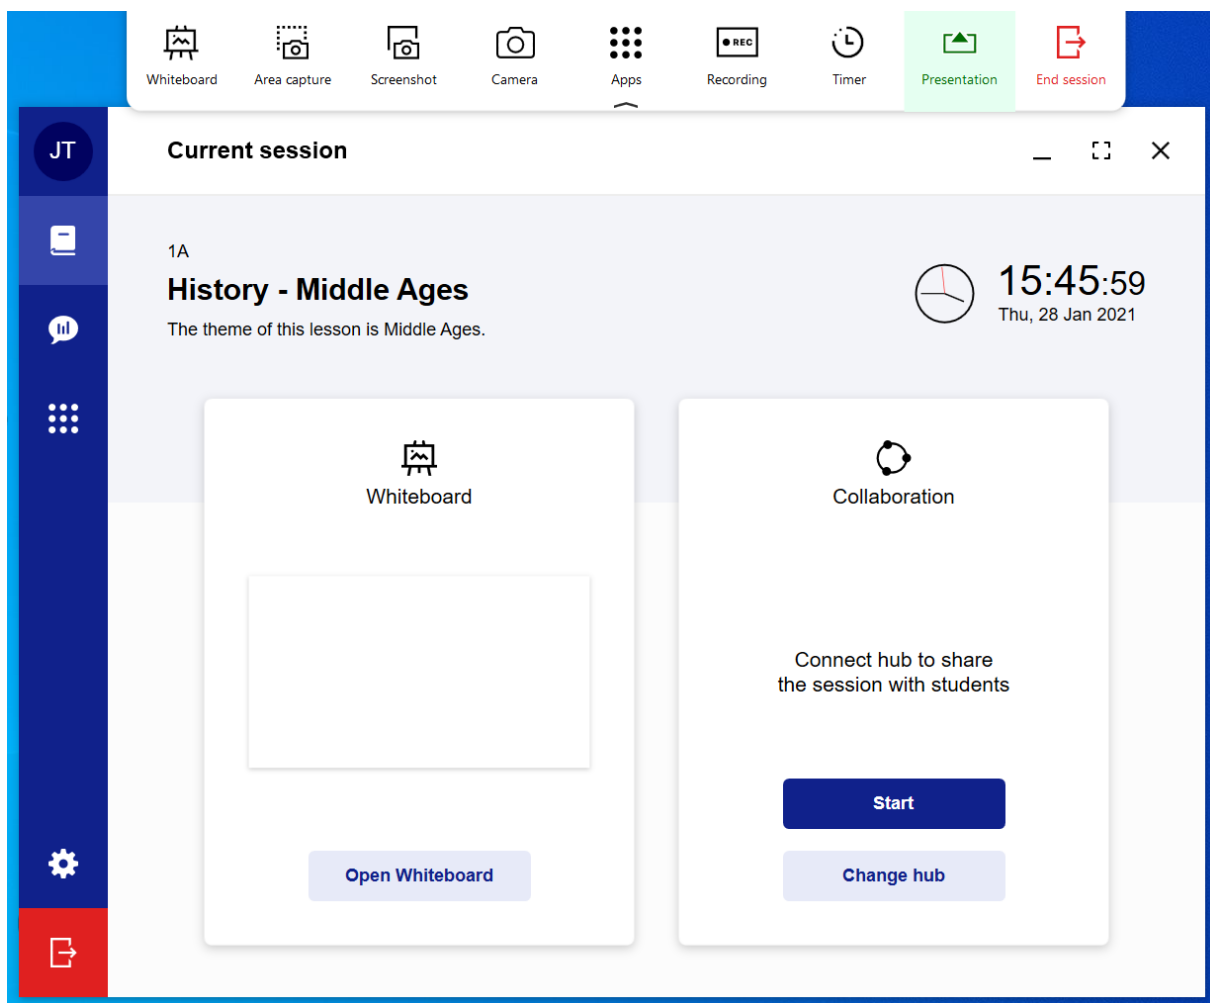 Whiteboard
Area capture
Screenshot
Camera
Apps
REC
Recording
Timer
Presentation
End session
JT
Current session
1A
History - Middle Ages
The theme of this lesson is Middle Ages.
15:45:59
Thu, 28 Jan 2021
Whiteboard
Open Whiteboard
Collaboration
Connect hub to share
the session with students
Start
Change hub